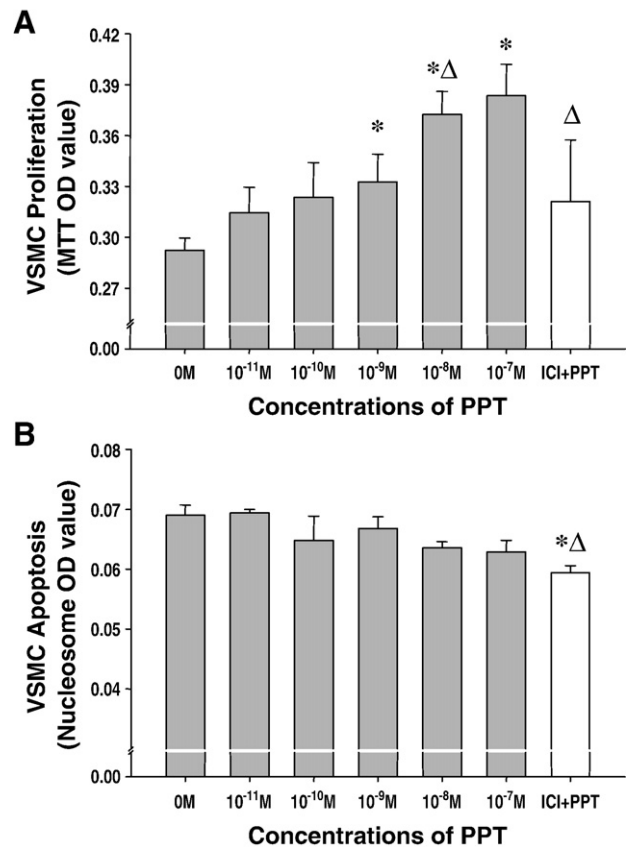 A
VSMC Proliferation
(MTT OD value)
0.42
0.39
0.36
0.33
0.30
0.27
0.00
*
*Δ
*
Δ
0M 10-11M 10-10M 10-9M 10-8M 10-7M ICI+PPT
Concentrations of PPT
B
VSMC Apoptosis
(Nucleosome OD value)
0.08
0.07
0.06
0.05
0.04
0.00
*Δ
0M 10-11M 10-10M 10-9M 10-8M 10-7M ICI+PPT
Concentrations of PPT